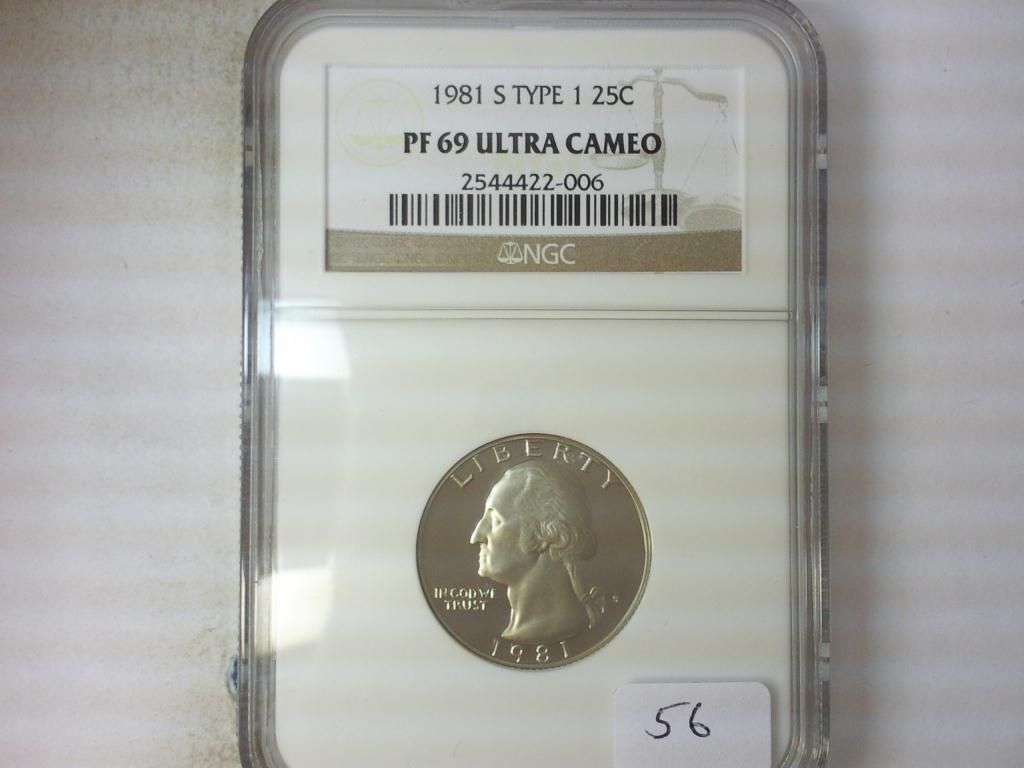 1981 S TYPE 1 25C
PF 69 ULTRA CAMEO
2544422-006
NGC
LIBERTY
IN GOD WE
TRUST
S
1981
56